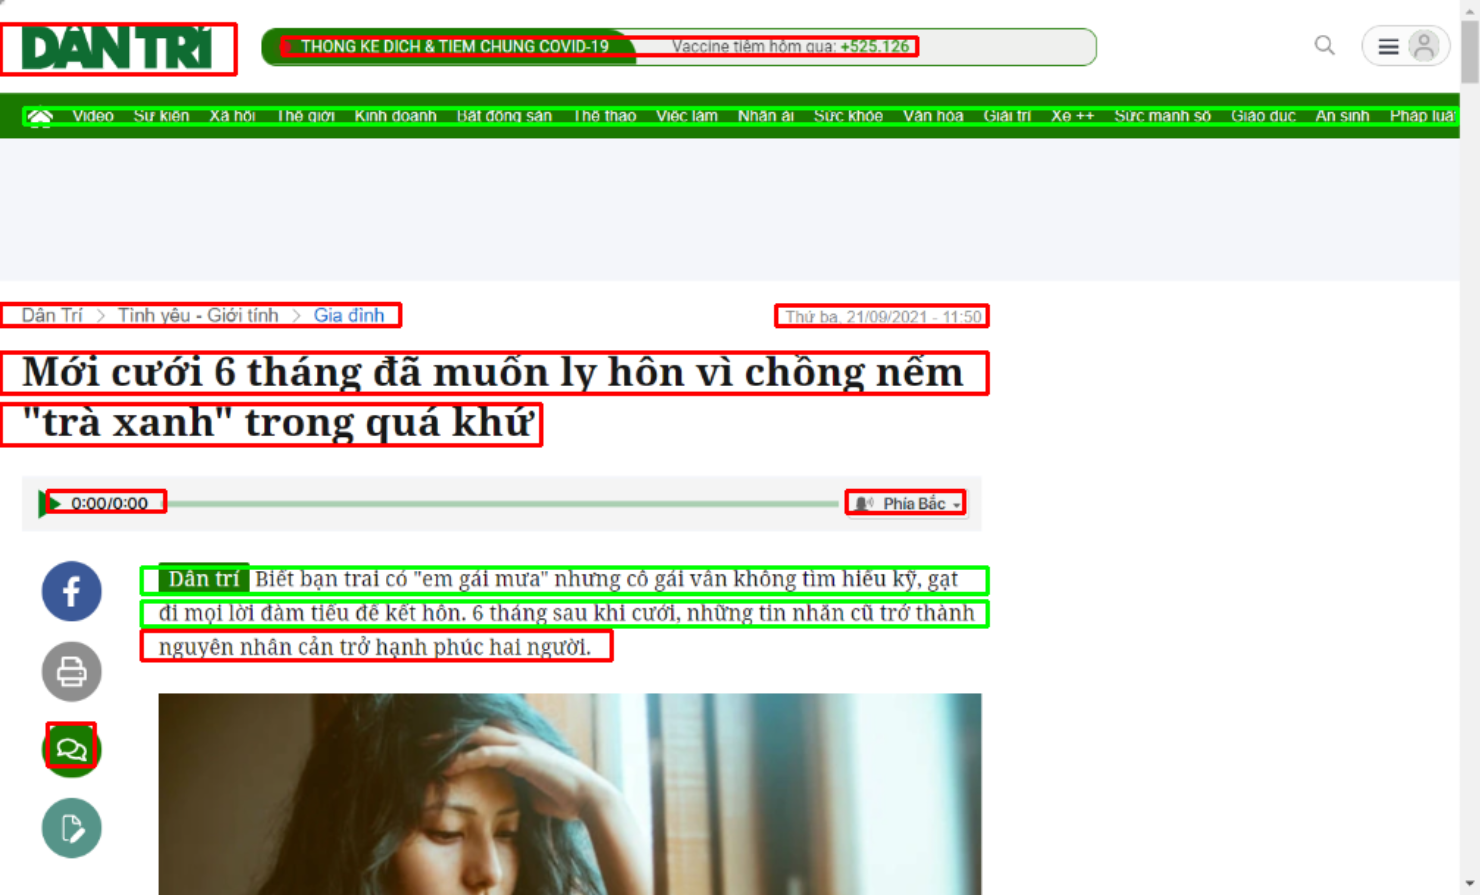 DÂN TRÍ
THỐNG KÊ DỊCH & TIÊM CHỦNG COVID-19 Vaccine tiêm hôm qua: +525.126
Video Sự kiện Xã hội Thế giới Kinh doanh Bất động sản Thể thao Việc làm Nhân ái Sức khỏe Văn hóa Giải trí Xe ++ Sức mạnh số Giáo dục An sinh Pháp luật
Dân Trí > Tình yêu - Giới tính > Gia đình
Thứ ba, 21/09/2021 - 11:50
Mới cưới 6 tháng đã muốn ly hôn vì chồng nếm
"trà xanh" trong quá khứ
0:00/0:00 Phía Bắc
Dân trí Biết bạn trai có "em gái mưa" nhưng cô gái vẫn không tìm hiểu kỹ, gạt
đi mọi lời đàm tiếu để kết hôn. 6 tháng sau khi cưới, những tin nhắn cũ trở thành
nguyên nhân cản trở hạnh phúc hai người.